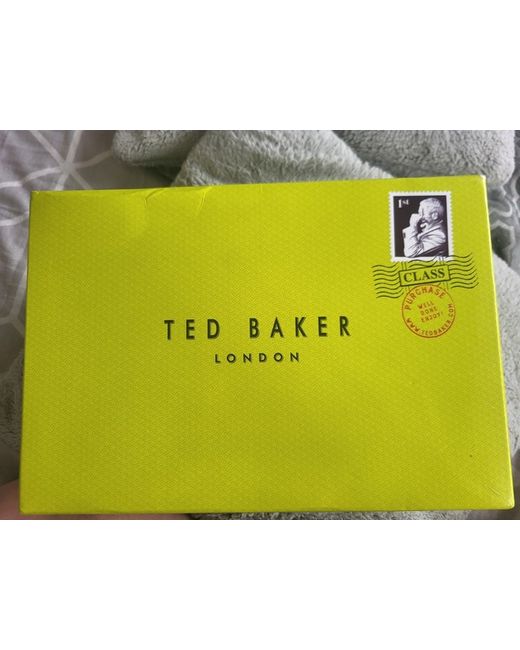 1st
CLASS
PURCHASE
WELL
DONE
ENJOY!
WWW.TEDBAKER.COM
TED BAKER
LONDON